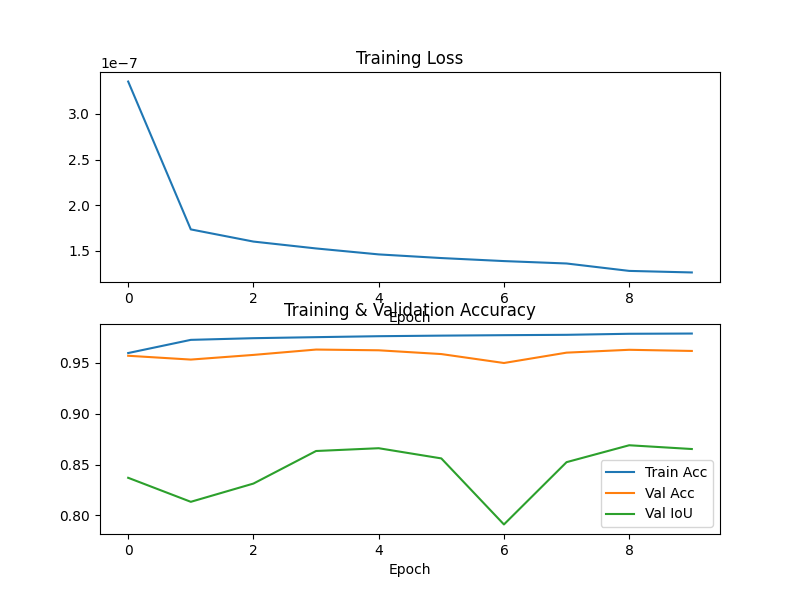 Training Loss
1e−7
3.0
2.5
2.0
1.5
0 2 4 6 8
Epoch
Training & Validation Accuracy
0.95
0.90
0.85
0.80
Train Acc
Val Acc
Val IoU
0 2 4 6 8
Epoch